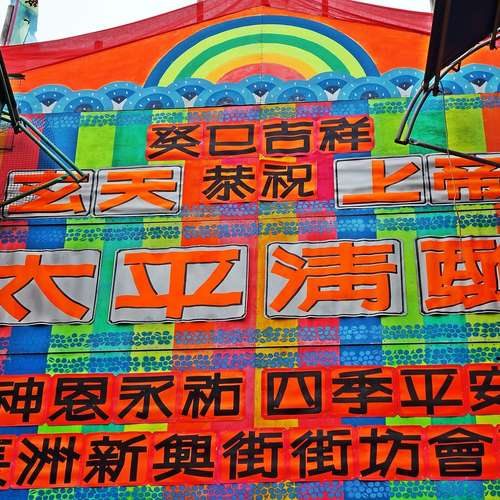 癸巳吉祥
玄天 恭祝 上帝
太平清醮
神恩永祐 四季平安
長洲新興街街坊會